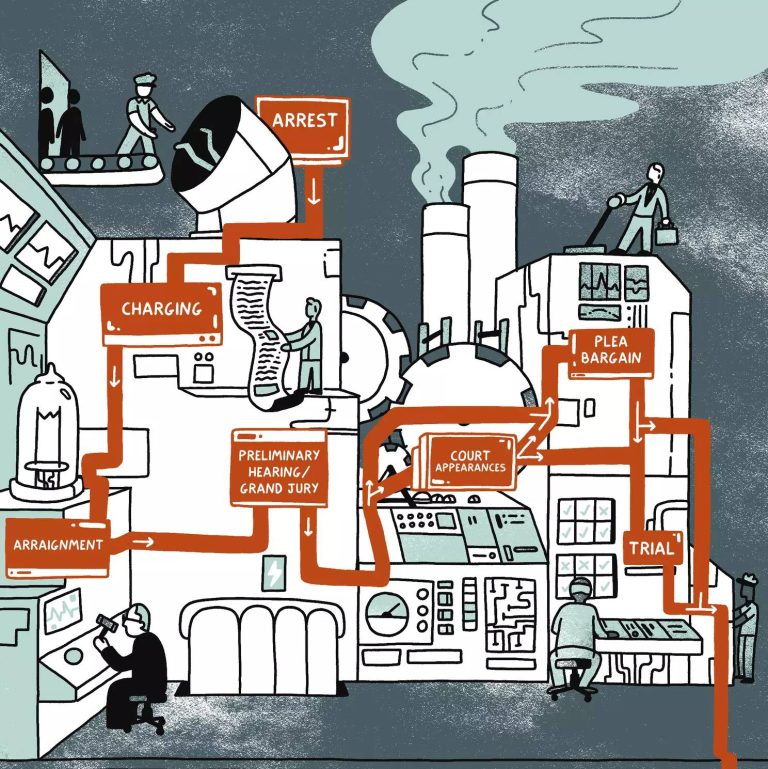 ARREST
CHARGING
PLEA
BARGAIN
PRELIMINARY
HEARING/
GRAND JURY
COURT
APPEARANCES
ARRAIGNMENT
TRIAL